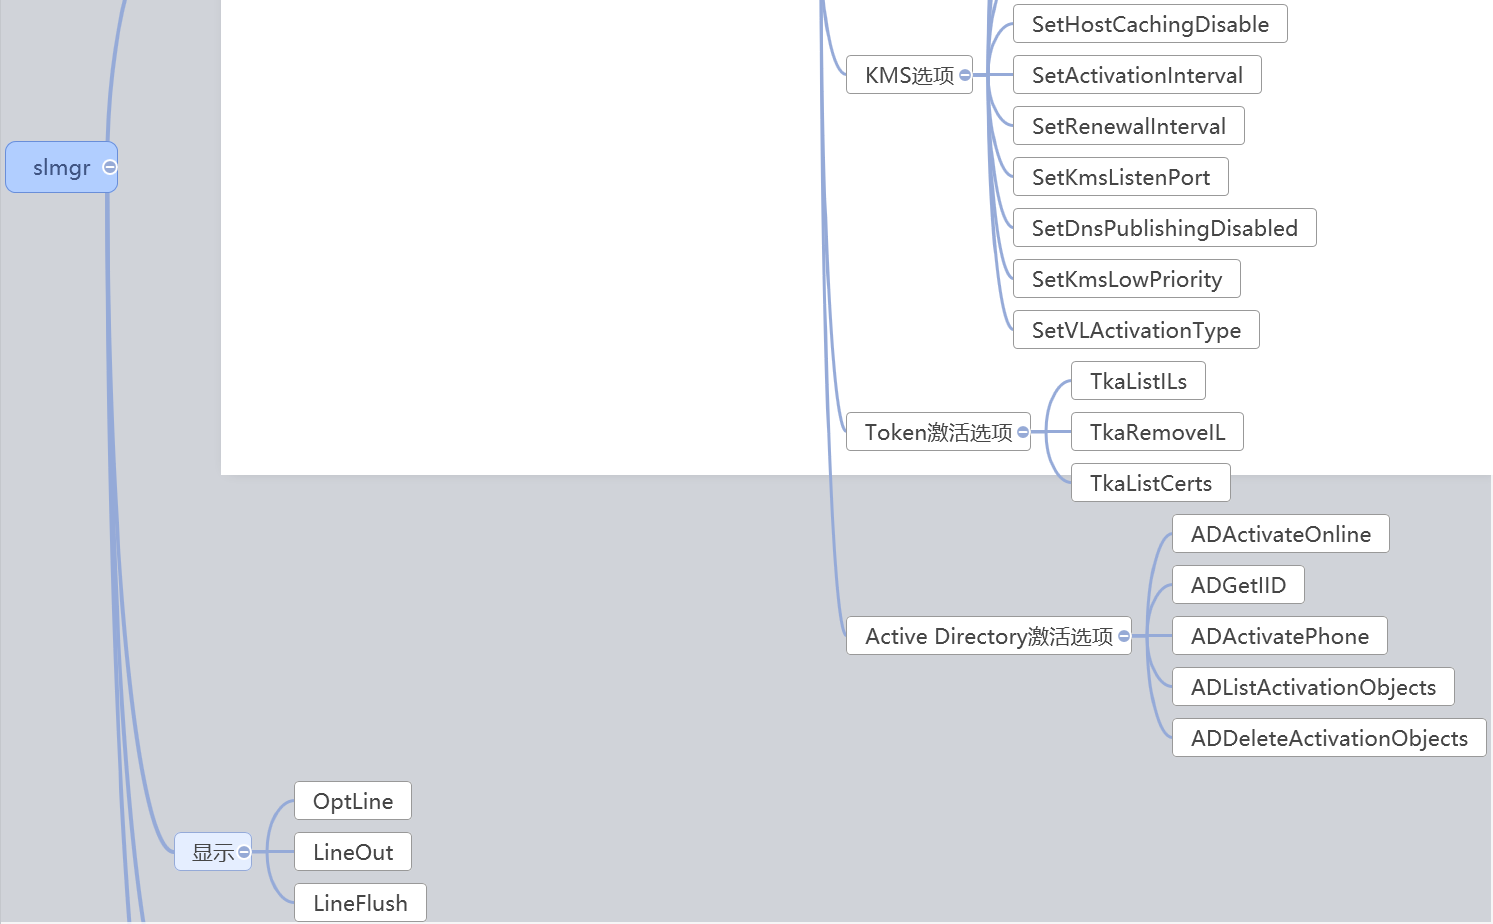 slmgr
KMS选项
SetHostCachingDisable
SetActivationInterval
SetRenewalInterval
SetKmsListenPort
SetDnsPublishingDisabled
SetKmsLowPriority
SetVLActivationType
Token激活选项
TkaListILs
TkaRemoveIL
TkaListCerts
Active Directory激活选项
ADActivateOnline
ADGetIID
ADActivatePhone
ADListActivationObjects
ADDeleteActivationObjects
显示
OptLine
LineOut
LineFlush